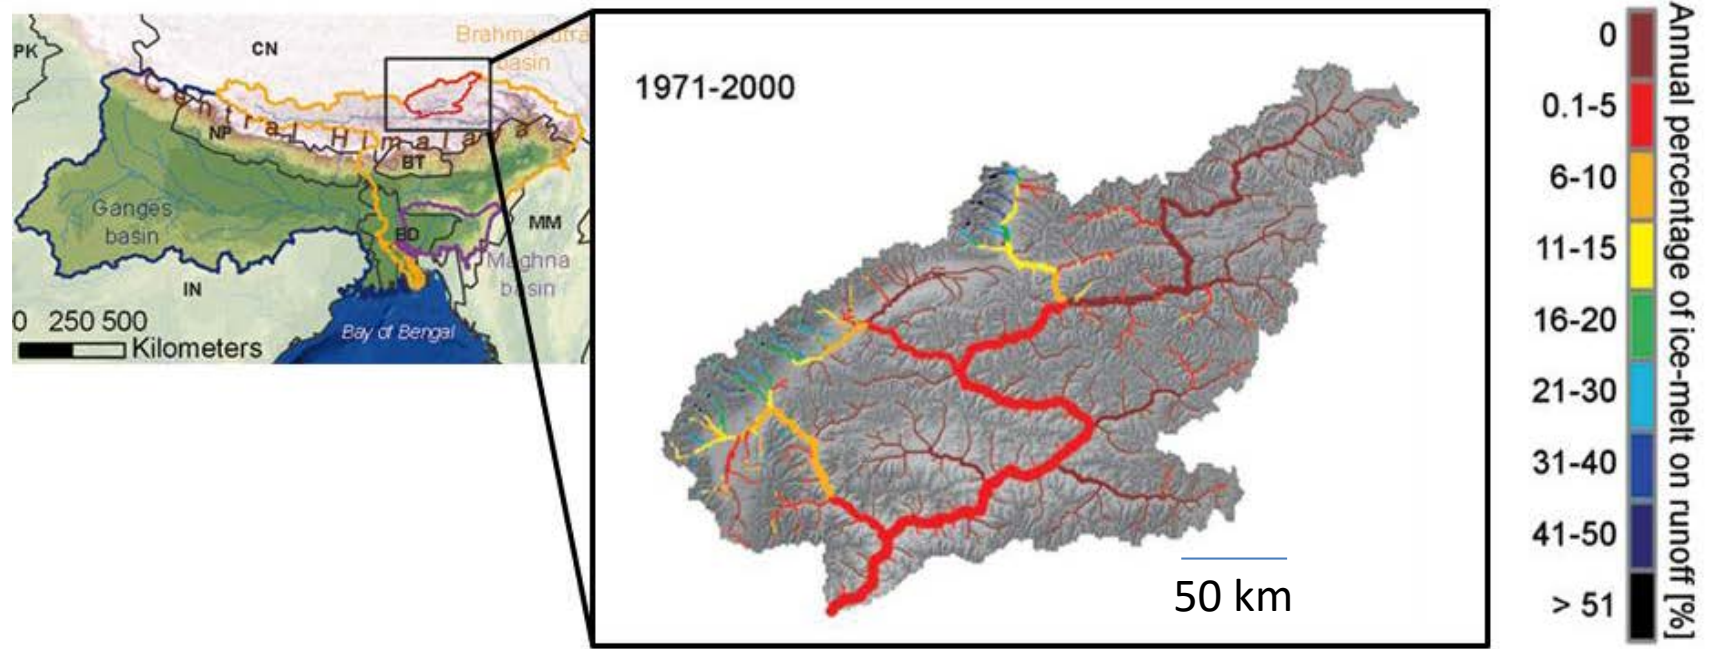 PK
CN
Brahmaputra
basin
Central Himalaya
NP
BT
Ganges
basin
BD
MM
Maghna
basin
IN
0 250 500
Kilometers
Bay of Bengal
1971-2000
50 km
0
0.1-5
6-10
11-15
16-20
21-30
31-40
41-50
> 51
Annual percentage of ice-melt on runoff [%]